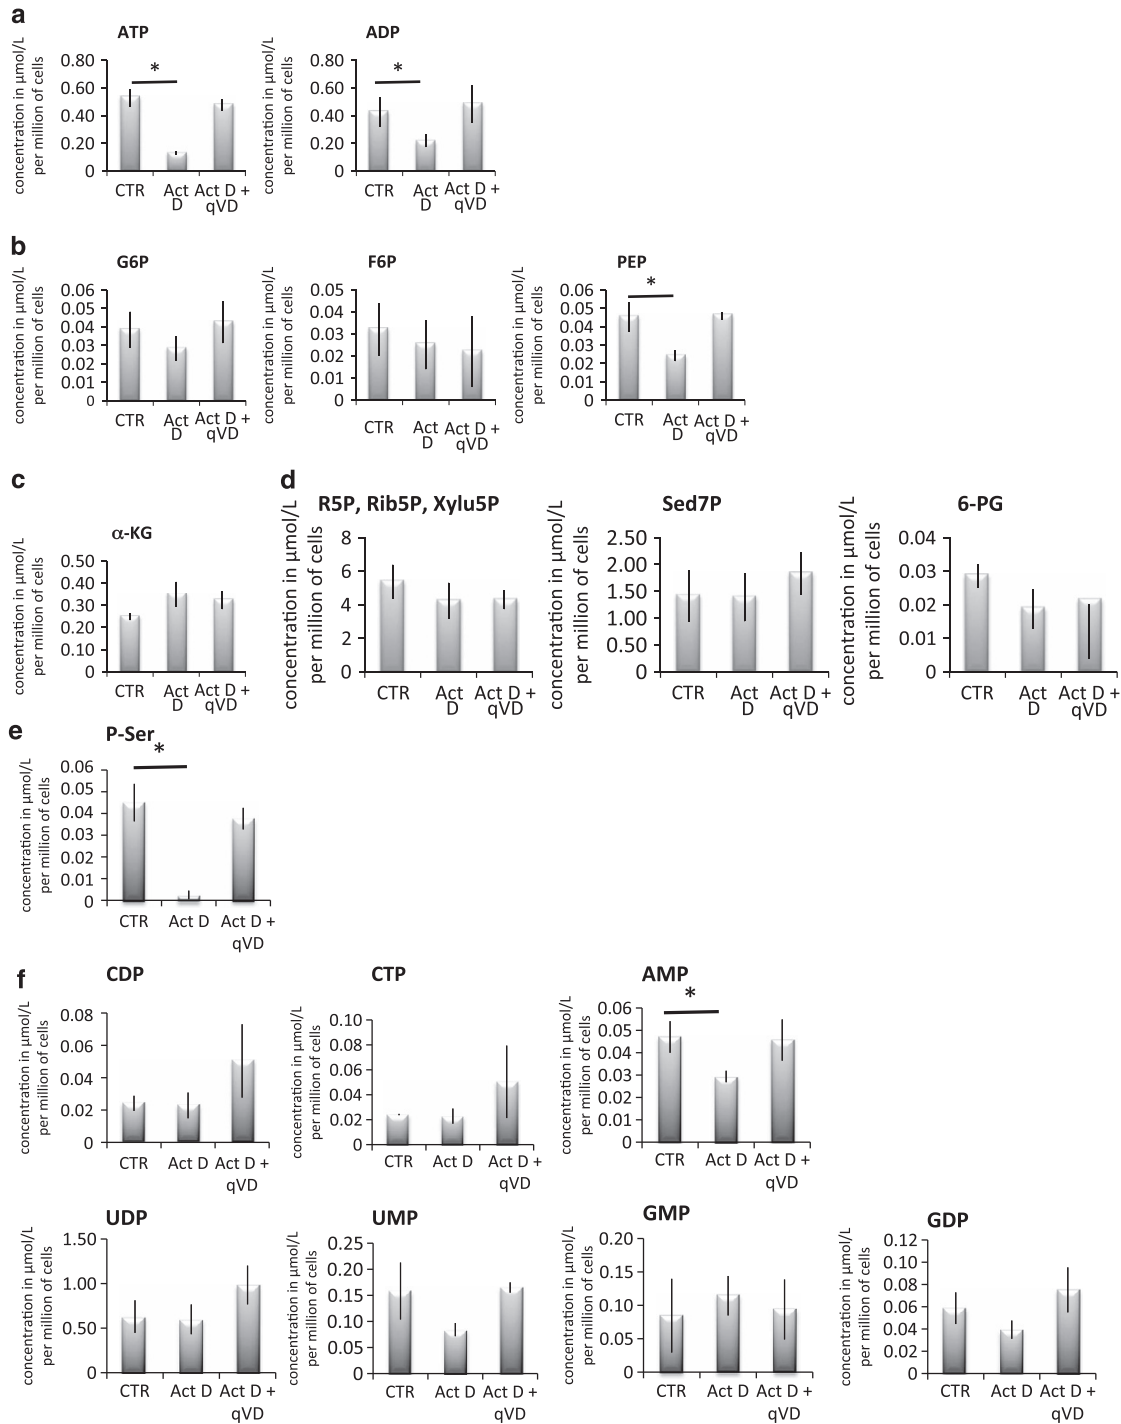 a
ATP
concentration in µmol/L
per million of cells
0.80
0.60
0.40
0.20
0
*
CTR
Act
D
Act D +
qVD
ADP
concentration in µmol/L
per million of cells
0.80
0.60
0.40
0.20
0
*
CTR
Act
D
Act D +
qVD
b
G6P
concentration in µmol/L
per million of cells
0.06
0.05
0.04
0.03
0.02
0.01
0
CTR
Act
D
Act D +
qVD
F6P
concentration in µmol/L
per million of cells
0.05
0.04
0.03
0.02
0.01
0
CTR
Act
D
Act D +
qVD
PEP
concentration in µmol/L
per million of cells
0.06
0.05
0.04
0.03
0.02
0.01
0
*
CTR
Act
D
Act D +
qVD
c
α-KG
concentration in µmol/L
per million of cells
0.50
0.40
0.30
0.20
0.10
0
CTR
Act
D
Act D +
qVD
d
R5P, Rib5P, Xylu5P
concentration in µmol/L
per million of cells
8
6
4
2
0
CTR
Act
D
Act D +
qVD
Sed7P
concentration in µmol/L
per million of cells
2.50
2.00
1.50
1.00
0.50
0
CTR
Act
D
Act D +
qVD
6-PG
concentration in µmol/L
per million of cells
0.04
0.03
0.02
0.01
0
CTR
Act
D
Act D +
qVD
e
P-Ser
concentration in µmol/L
per million of cells
0.06
0.05
0.04
0.03
0.02
0.01
0
*
CTR
Act D
Act D +
qVD
f
CDP
concentration in µmol/L
per million of cells
0.08
0.06
0.04
0.02
0
CTR
Act D
Act D +
qVD
CTP
concentration in µmol/L
per million of cells
0.10
0.08
0.06
0.04
0.02
0
CTR
Act D
Act D +
qVD
AMP
concentration in µmol/L
per million of cells
0.06
0.05
0.04
0.03
0.02
0.01
0
*
CTR
Act D
Act D +
qVD
UDP
concentration in µmol/L
per million of cells
1.50
1.00
0.50
0
CTR
Act D
Act D +
qVD
UMP
concentration in µmol/L
per million of cells
0.25
0.20
0.15
0.10
0.05
0
CTR
Act D
Act D +
qVD
GMP
concentration in µmol/L
per million of cells
0.20
0.15
0.10
0.05
0
CTR
Act D
Act D +
qVD
GDP
concentration in µmol/L
per million of cells
0.12
0.10
0.08
0.06
0.04
0.02
0
CTR
Act D
Act D +
qVD